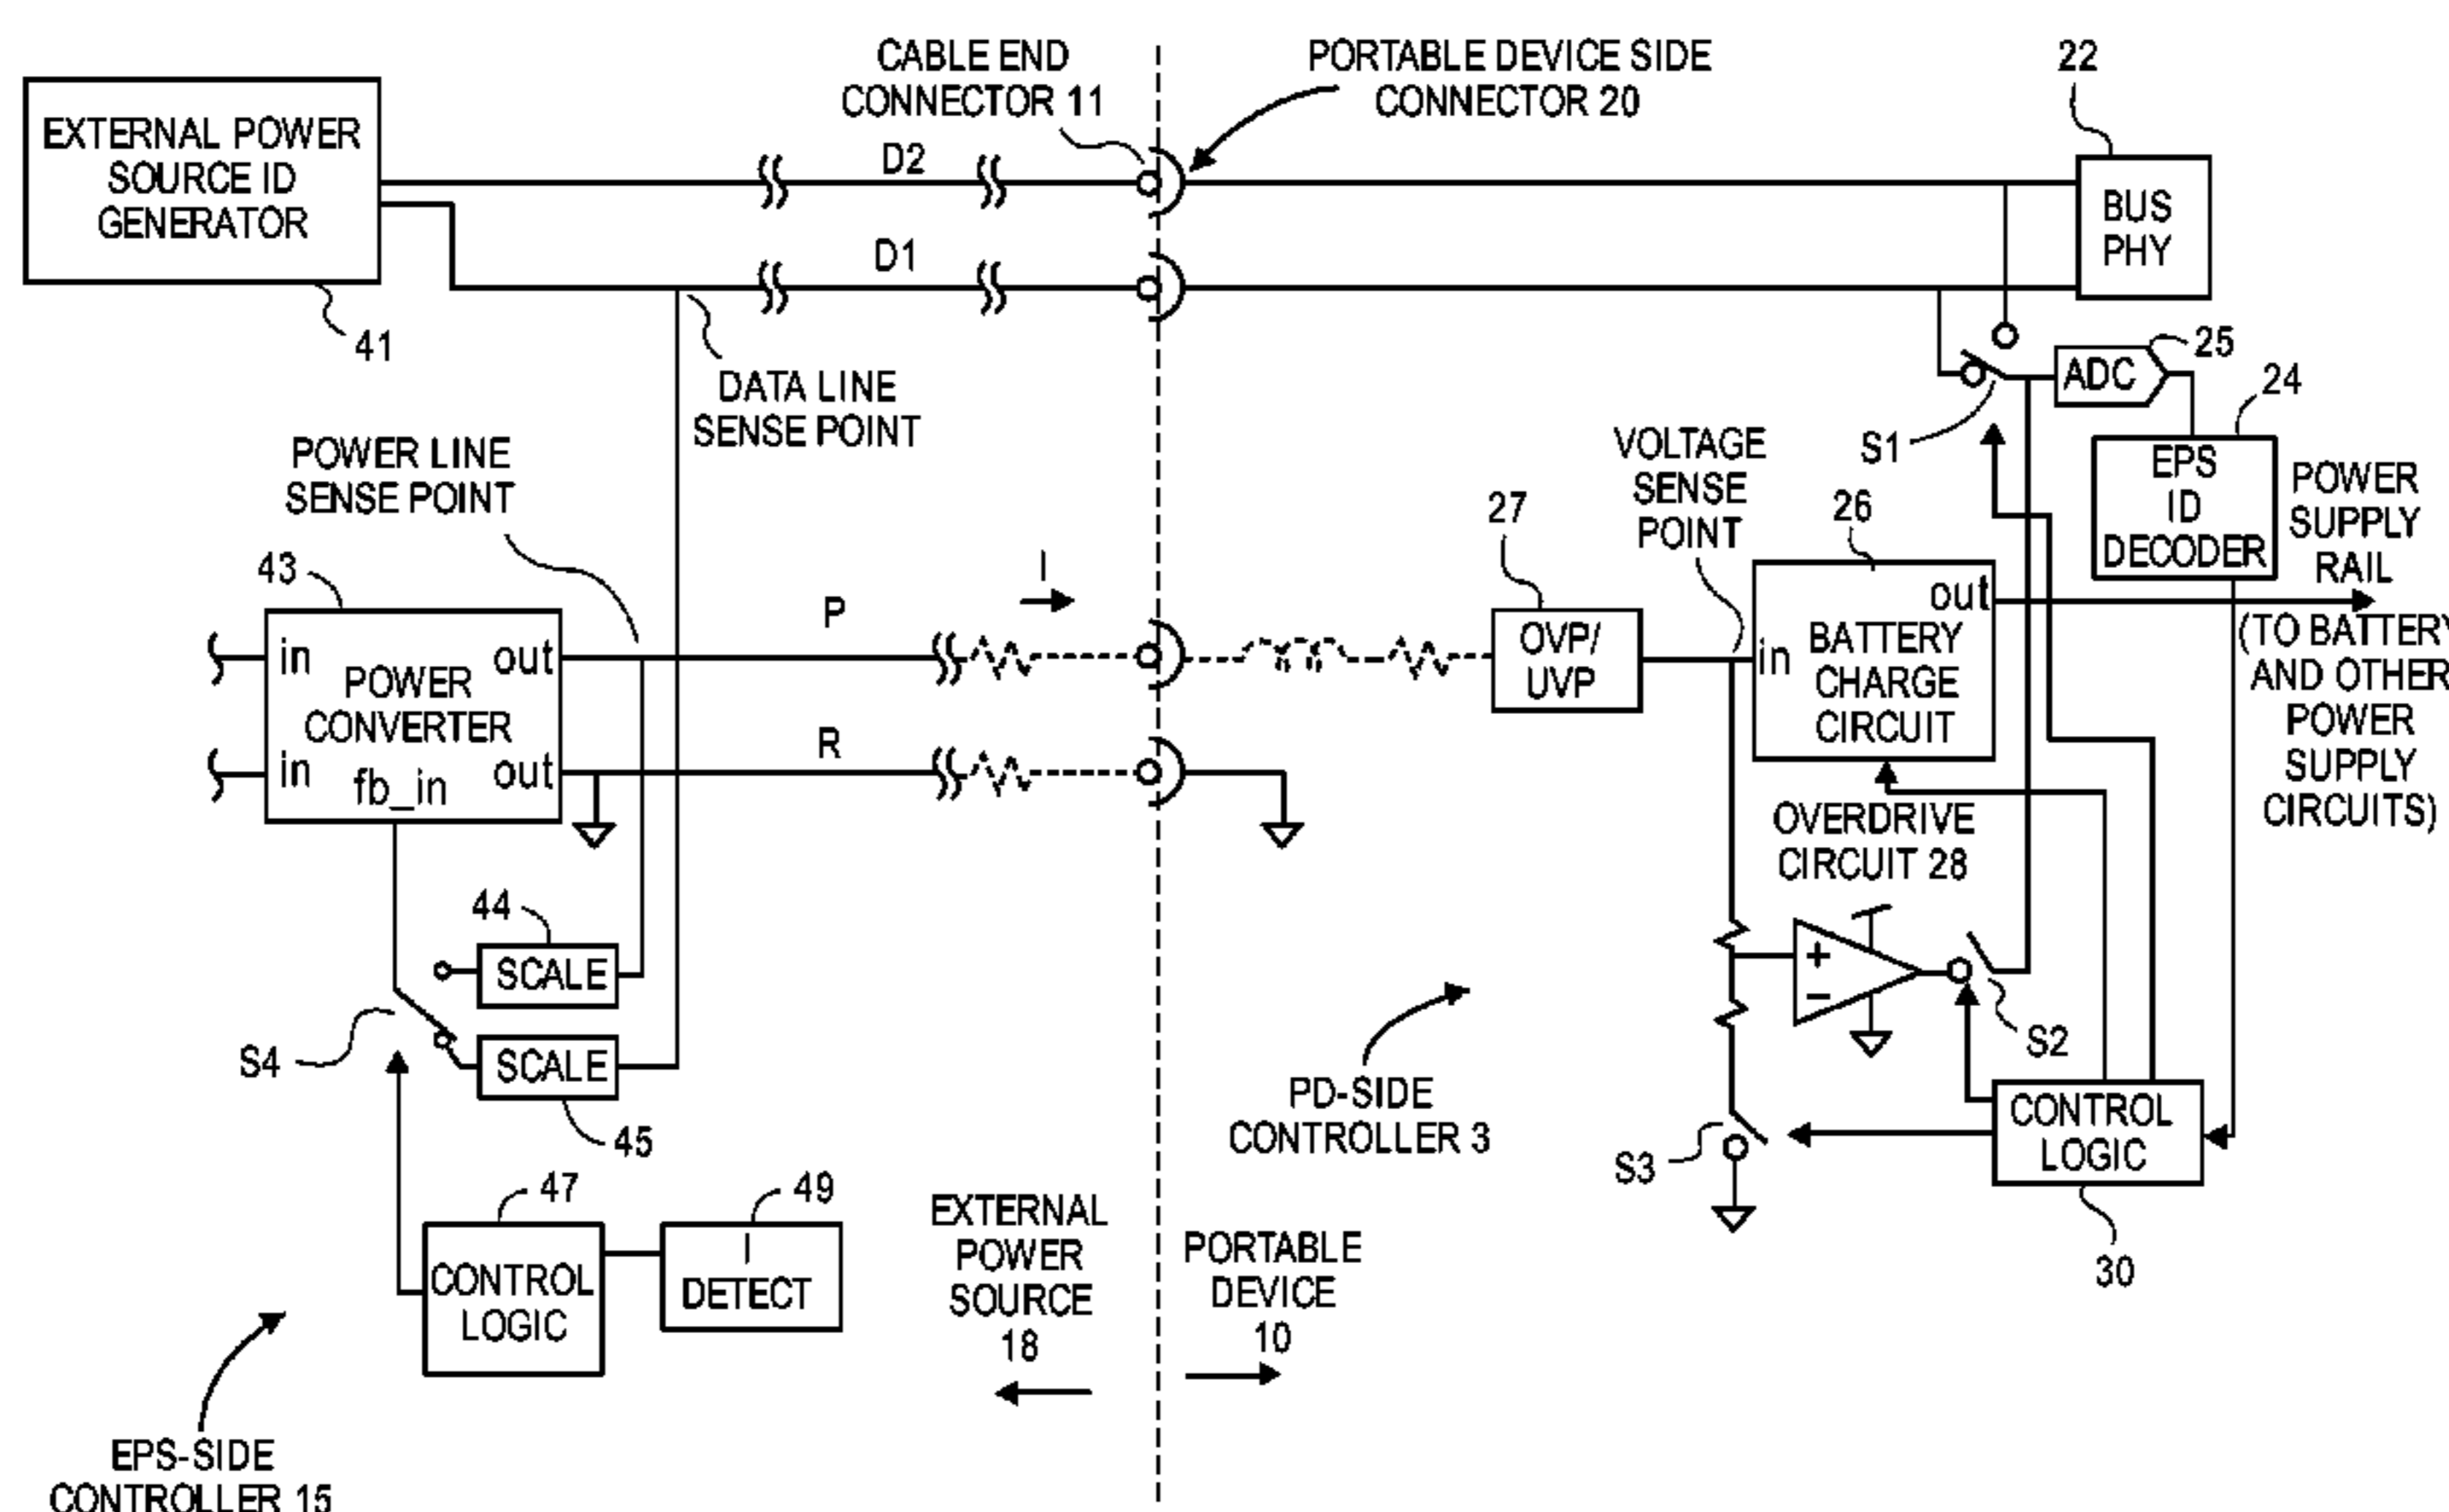 CABLE END
CONNECTOR 11
PORTABLE DEVICE SIDE
CONNECTOR 20
22
EXTERNAL POWER
SOURCE ID
GENERATOR
41
D2
D1
BUS
PHY
DATA LINE
SENSE POINT
POWER LINE
SENSE POINT
S1
ADC
25
24
EPS
ID
DECODER
POWER
SUPPLY
RAIL
(TO BATTERY
AND OTHER
POWER
SUPPLY
CIRCUITS)
VOLTAGE
SENSE
POINT
27
OVP/
UVP
26
out
in
BATTERY
CHARGE
CIRCUIT
43
in
out
POWER
CONVERTER
in
fb_in
out
P
I
R
OVERDRIVE
CIRCUIT 28
+
−
S2
44
SCALE
S4
SCALE
45
PD-SIDE
CONTROLLER 3
S3
CONTROL
LOGIC
30
47
CONTROL
LOGIC
49
I
DETECT
EXTERNAL
POWER
SOURCE
18
PORTABLE
DEVICE
10
EPS-SIDE
CONTROLLER 15